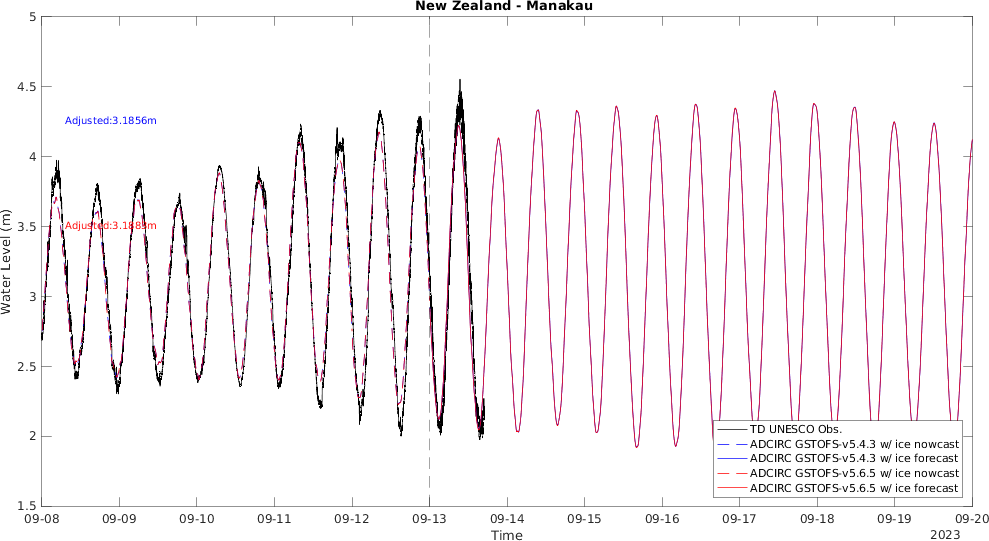 New Zealand - Manakau
5
4.5
4
3.5
3
2.5
2
1.5
Water Level (m)
Adjusted:3.1856m
Adjusted:3.1883m
TD UNESCO Obs.
ADCIRC GSTOFS-v5.4.3 w/ ice nowcast
ADCIRC GSTOFS-v5.4.3 w/ ice forecast
ADCIRC GSTOFS-v5.6.5 w/ ice nowcast
ADCIRC GSTOFS-v5.6.5 w/ ice forecast
09-08 09-09 09-10 09-11 09-12 09-13 09-14 09-15 09-16 09-17 09-18 09-19 09-20
Time
2023